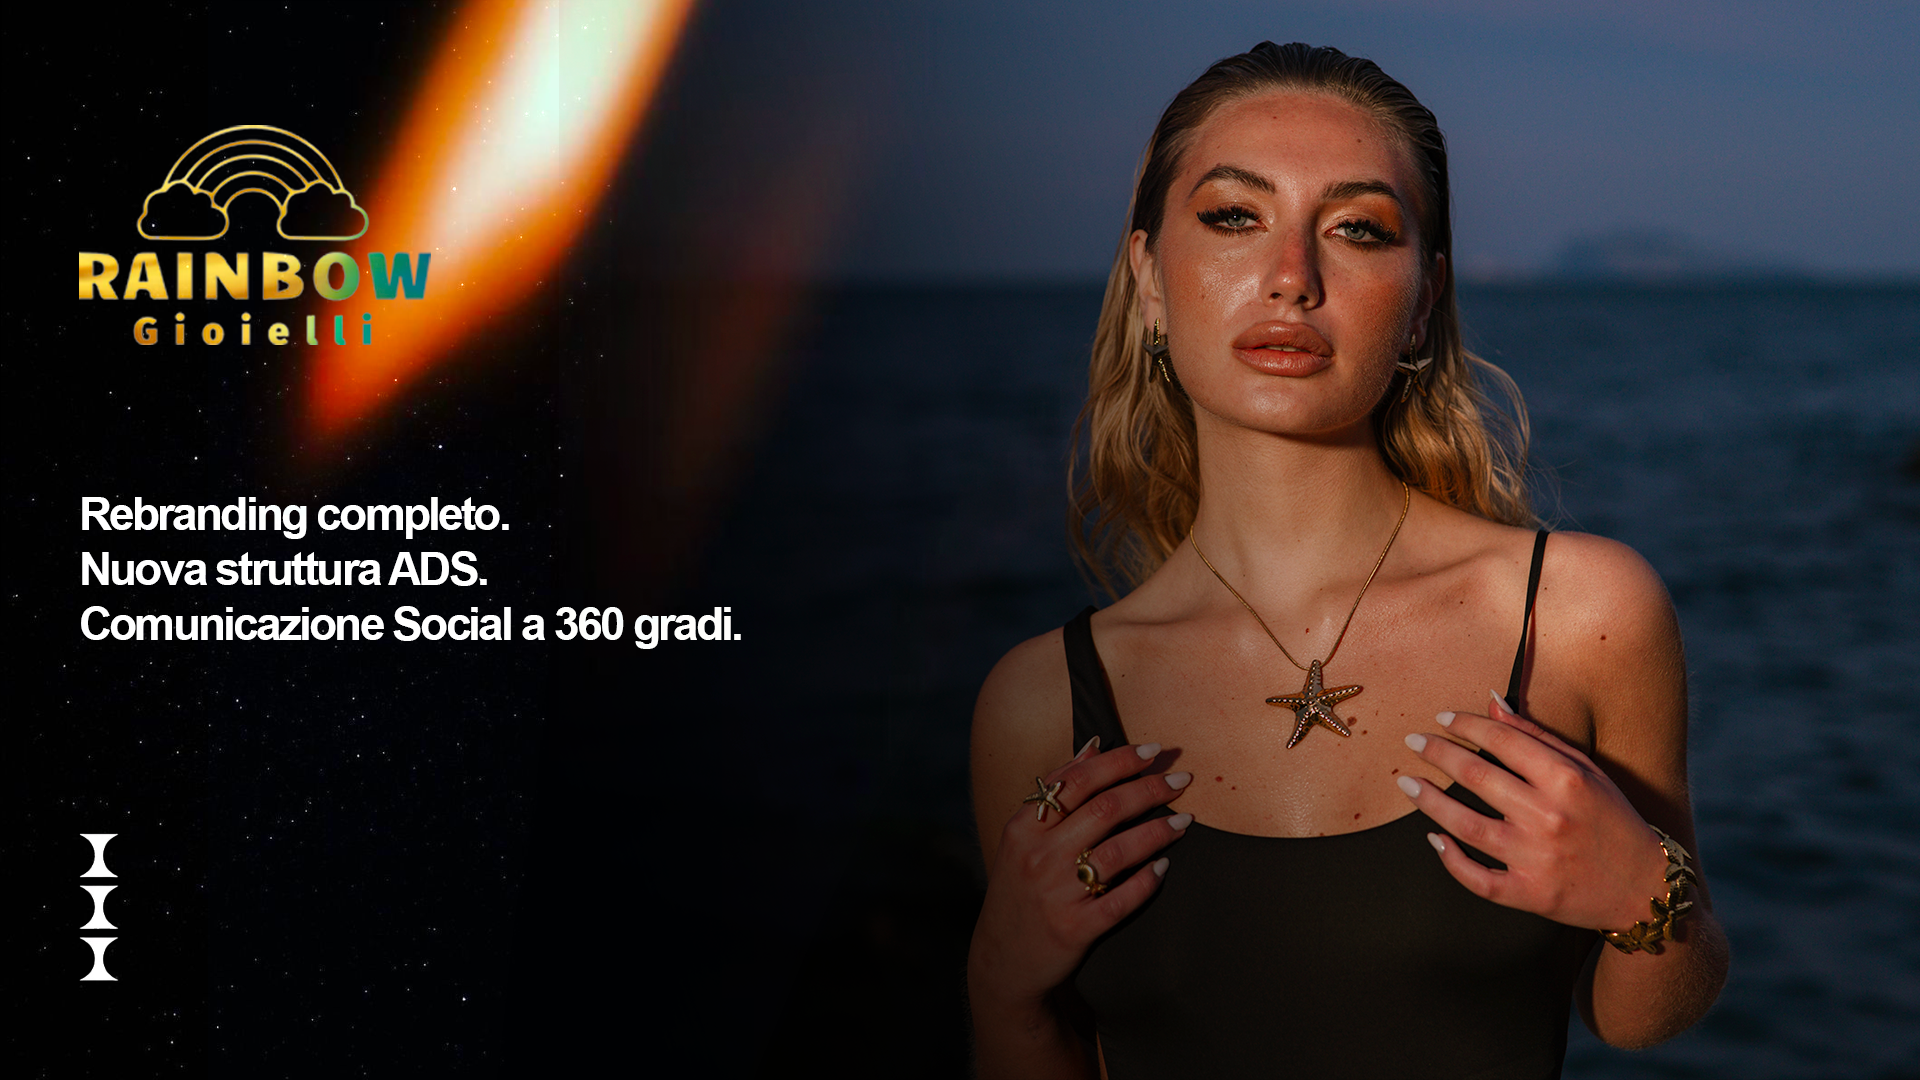 RAINBOW
Gioielli
Rebranding completo.
Nuova struttura ADS.
Comunicazione Social a 360 gradi.